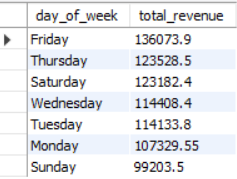 day_of_week total_revenue
Friday 136073.9
Thursday 123528.5
Saturday 123182.4
Wednesday 114408.4
Tuesday 114133.8
Monday 107329.55
Sunday 99203.5